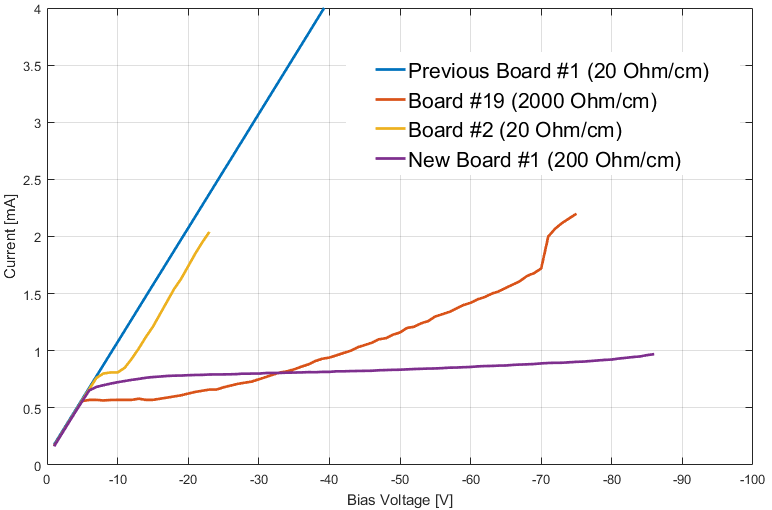 4
3.5
3
2.5
2
1.5
1
0.5
0
Current [mA]
Previous Board #1 (20 Ohm/cm)
Board #19 (2000 Ohm/cm)
Board #2 (20 Ohm/cm)
New Board #1 (200 Ohm/cm)
0 -10 -20 -30 -40 -50 -60 -70 -80 -90 -100
Bias Voltage [V]